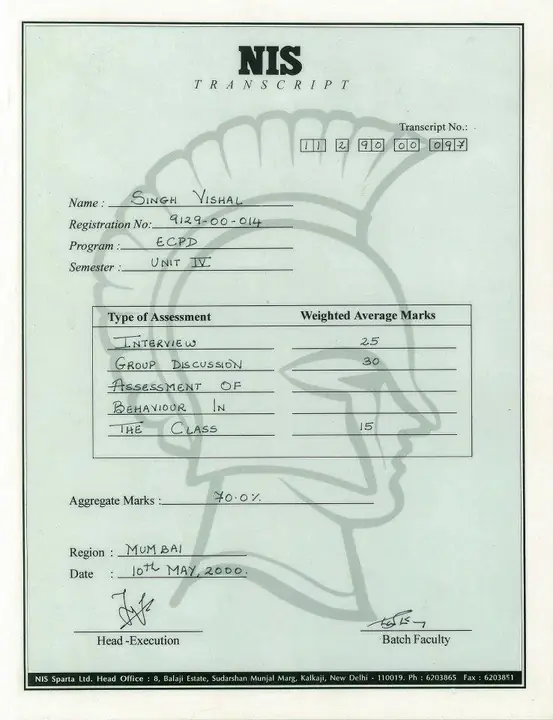 NIS
TRANSCRIPT
Transcript No.:
11 2 90 00 097
Name : SINGH VISHAL
Registration No: 9129-00-014
Program : ECPD
Semester : UNIT IV
Type of Assessment Weighted Average Marks
INTERVIEW 25
GROUP DISCUSSION 30
ASSESSMENT OF
BEHAVIOUR IN
THE CLASS 15
Aggregate Marks : 70.0%
Region : MUMBAI
Date : 10th MAY, 2000.
Head -Execution Batch Faculty
NIS Sparta Ltd. Head Office : 8, Balaji Estate, Sudarshan Munjal Marg, Kalkaji, New Delhi - 110019. Ph : 6203865 Fax : 6203851